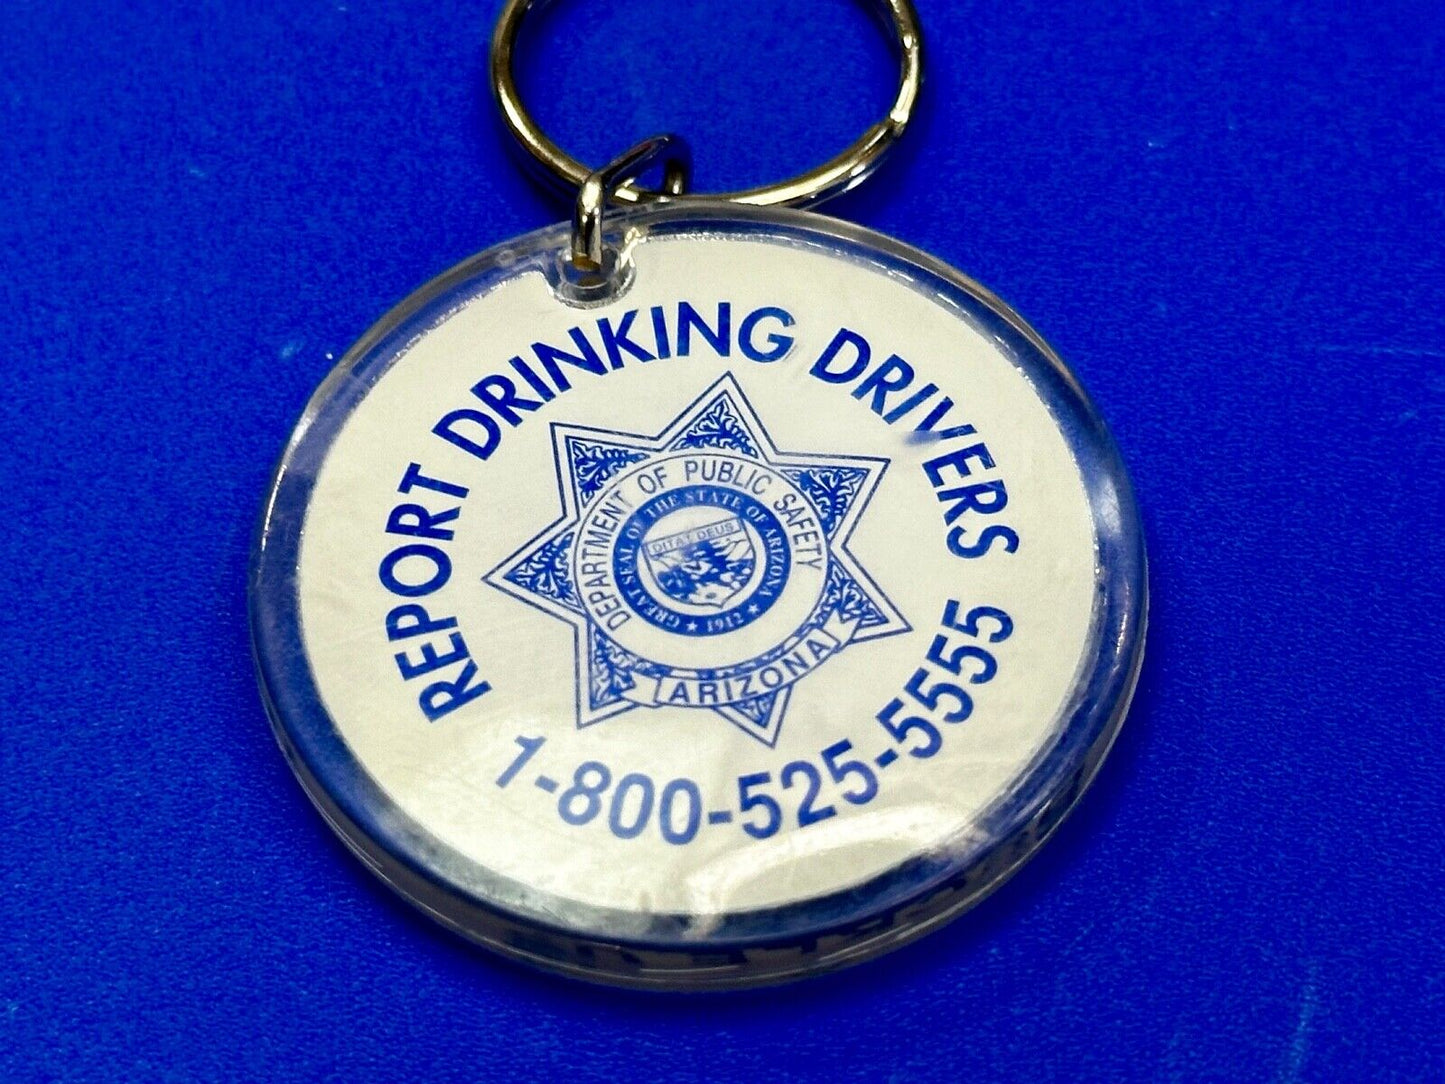 REPORT DRINKING DRIVERS
DEPARTMENT OF PUBLIC SAFETY
GREAT SEAL OF THE STATE OF ARIZONA
DITAT DEUS
★ 1912 ★
ARIZONA
1-800-525-5555